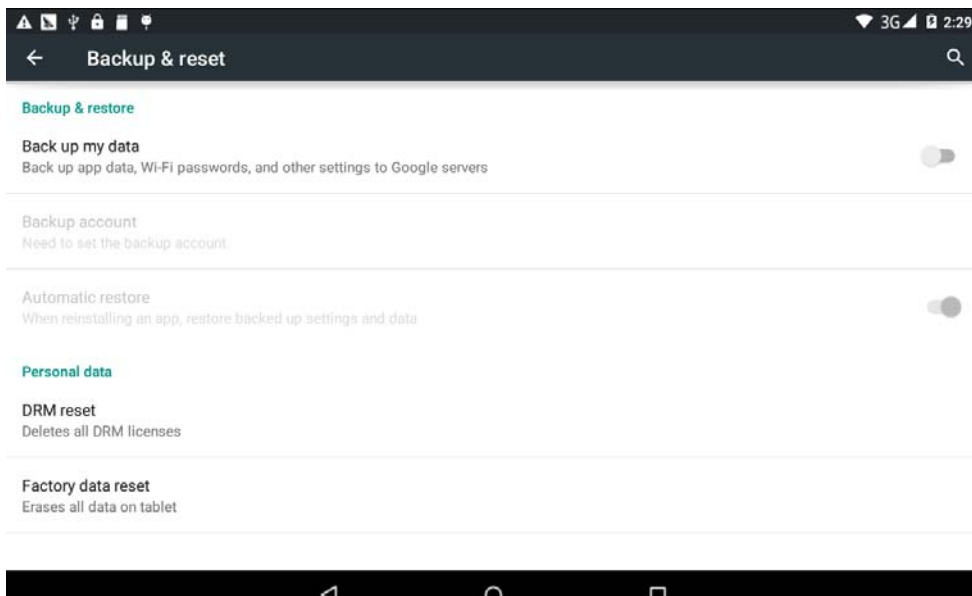 3G 2:29
Backup & reset
Backup & restore
Back up my data
Back up app data, Wi-Fi passwords, and other settings to Google servers
Backup account
Need to set the backup account.
Automatic restore
When reinstalling an app, restore backed up settings and data
Personal data
DRM reset
Deletes all DRM licenses
Factory data reset
Erases all data on tablet